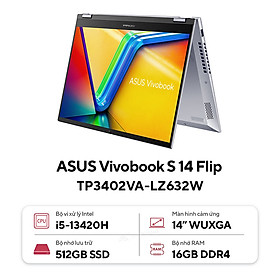 ASUS Vivobook
ASUS Vivobook S 14 Flip
TP3402VA-LZ632W
Bộ vi xử lý Intel
CPU
i5-13420H
Màn hình cảm ứng
14" WUXGA
Bộ nhớ lưu trữ
512GB SSD
Bộ nhớ RAM
16GB DDR4